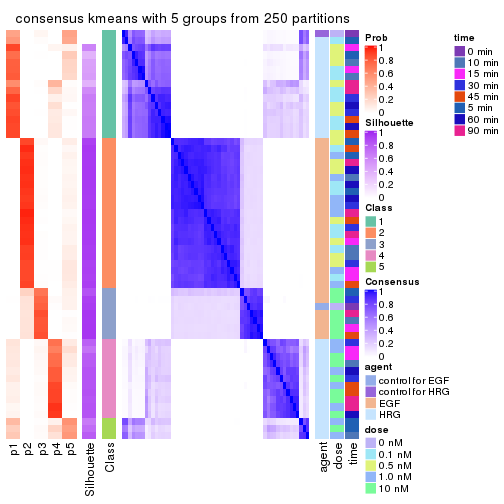 consensus kmeans with 5 groups from 250 partitions
p1
p2
p3
p4
p5
Silhouette
Class
agent
dose
time
Prob
1
0.8
0.6
0.4
0.2
0
Silhouette
1
0.8
0.6
0.4
0.2
0
Class
1
2
3
4
5
Consensus
1
0.8
0.6
0.4
0.2
0
agent
control for EGF
control for HRG
EGF
HRG
dose
0 nM
0.1 nM
0.5 nM
1.0 nM
10 nM
time
0 min
10 min
15 min
30 min
45 min
5 min
60 min
90 min